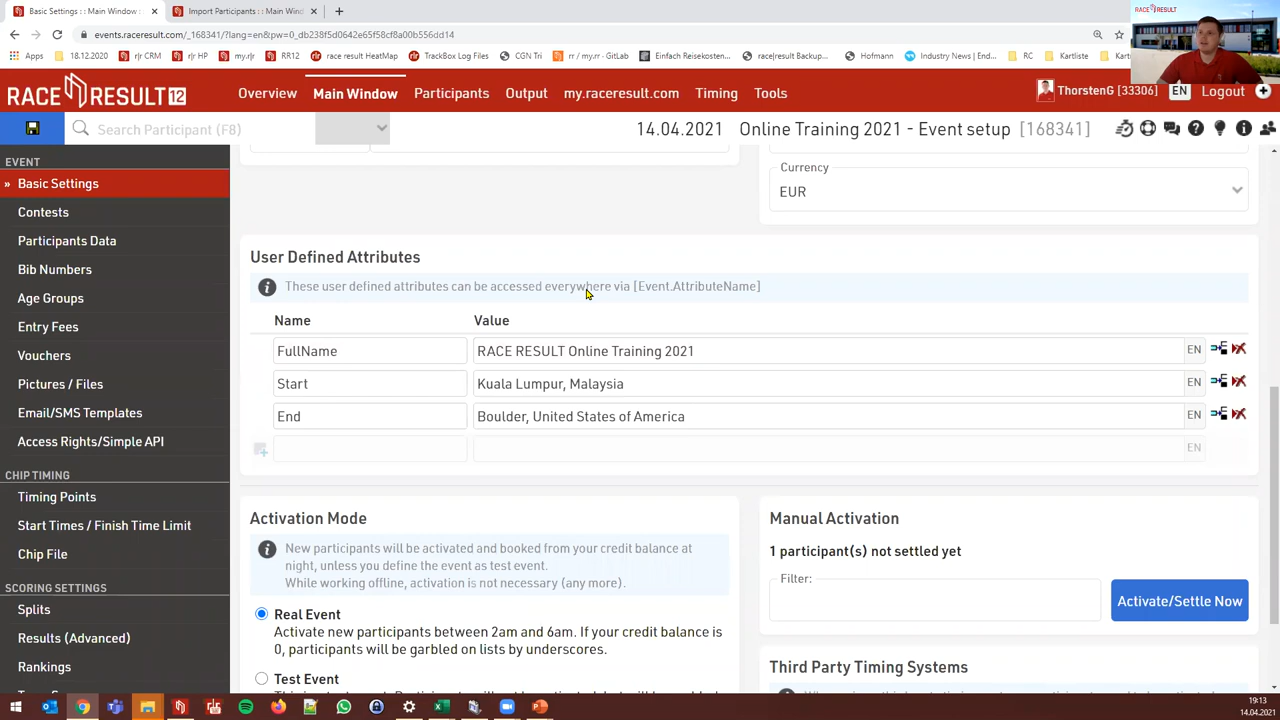 Basic Settings : : Main Window
Import Participants : : Main Wind
events.raceresult.com/_168341/?lang=en&pw=0_db238f5d0642e65f58cf8a00b556dd14
Apps
18.12.2020
r|r CRM
r|r HP
my.r|r
RR12
race result HeatMap
TrackBox Log Files
CGN Tri
Einfach Reisekosten...
rr / my.rr · GitLab
race|result Backup...
Hofmann
Industry News | End...
RC
Kartliste
Kart
RACE RESULT
RACE RESULT 12
Overview
Main Window
Participants
Output
my.raceresult.com
Timing
Tools
ThorstenG [33306]
EN
Logout
Search Participant (F8)
14.04.2021
Online Training 2021 - Event setup [168341]
EVENT
» Basic Settings
Contests
Participants Data
Bib Numbers
Age Groups
Entry Fees
Vouchers
Pictures / Files
Email/SMS Templates
Access Rights/Simple API
CHIP TIMING
Timing Points
Start Times / Finish Time Limit
Chip File
SCORING SETTINGS
Splits
Results (Advanced)
Rankings
Currency
EUR
User Defined Attributes
These user defined attributes can be accessed everywhere via [Event.AttributeName]
Name
Value
FullName
RACE RESULT Online Training 2021
EN
Start
Kuala Lumpur, Malaysia
EN
End
Boulder, United States of America
EN
EN
Activation Mode
New participants will be activated and booked from your credit balance at
night, unless you define the event as test event.
While working offline, activation is not necessary (any more).
Real Event
Activate new participants between 2am and 6am. If your credit balance is
0, participants will be garbled on lists by underscores.
Test Event
Manual Activation
1 participant(s) not settled yet
Filter:
Activate/Settle Now
Third Party Timing Systems
19:13
14.04.2021